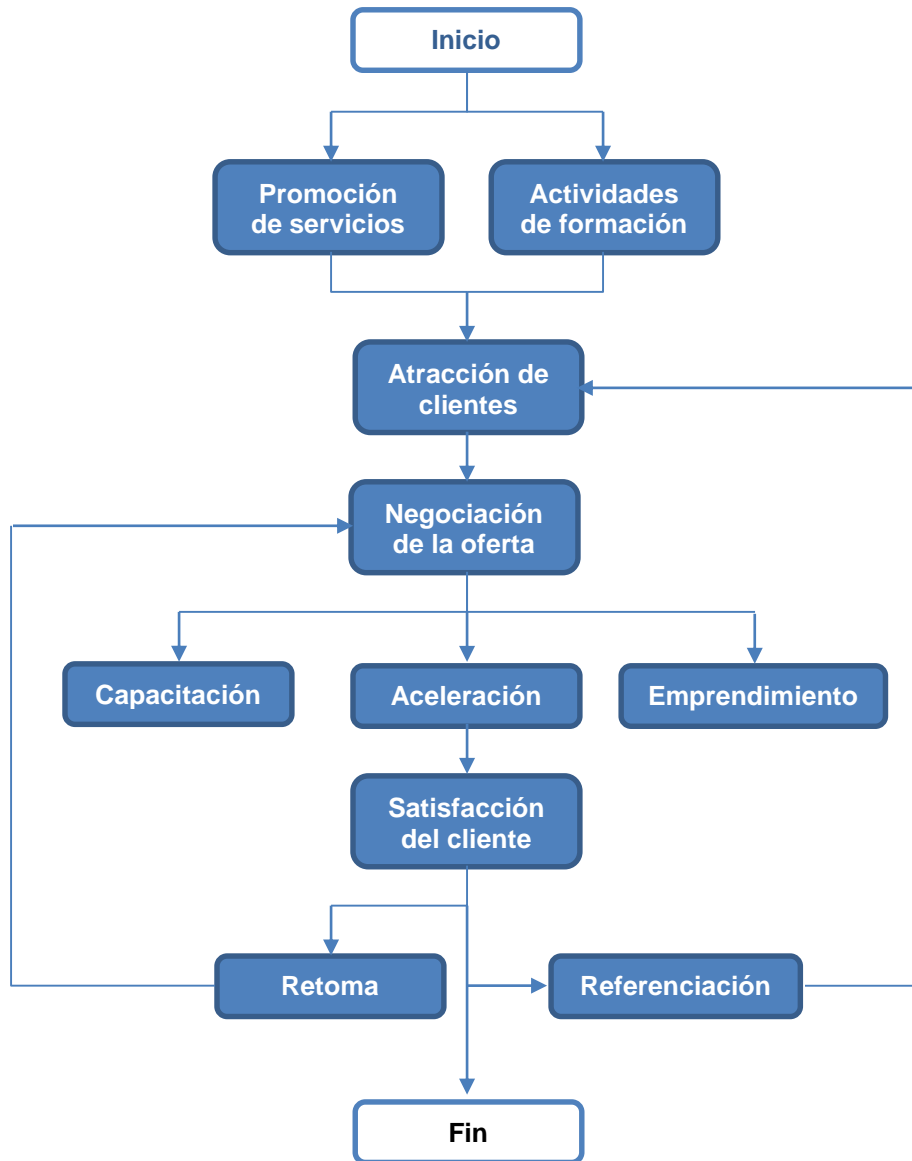 Inicio
Promoción
de servicios
Actividades
de formación
Atracción de
clientes
Negociación
de la oferta
Capacitación
Aceleración
Emprendimiento
Satisfacción
del cliente
Retoma
Referenciación
Fin